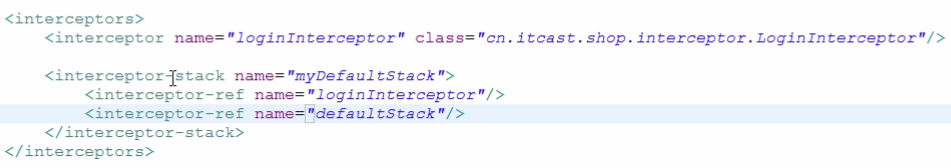 <interceptors>
<interceptor name="loginInterceptor" class="cn.itcast.shop.interceptor.LoginInterceptor"/>
<interceptor-stack name="myDefaultStack">
<interceptor-ref name="loginInterceptor"/>
<interceptor-ref name="defaultStack"/>
</interceptor-stack>
</interceptors>